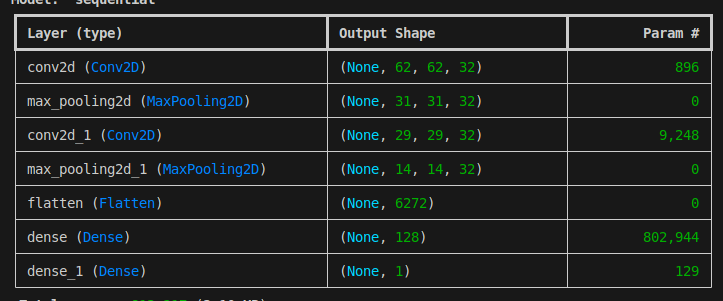 Model: "sequential"
Layer (type) Output Shape Param #
conv2d (Conv2D) (None, 62, 62, 32) 896
max_pooling2d (MaxPooling2D) (None, 31, 31, 32) 0
conv2d_1 (Conv2D) (None, 29, 29, 32) 9,248
max_pooling2d_1 (MaxPooling2D) (None, 14, 14, 32) 0
flatten (Flatten) (None, 6272) 0
dense (Dense) (None, 128) 802,944
dense_1 (Dense) (None, 1) 129